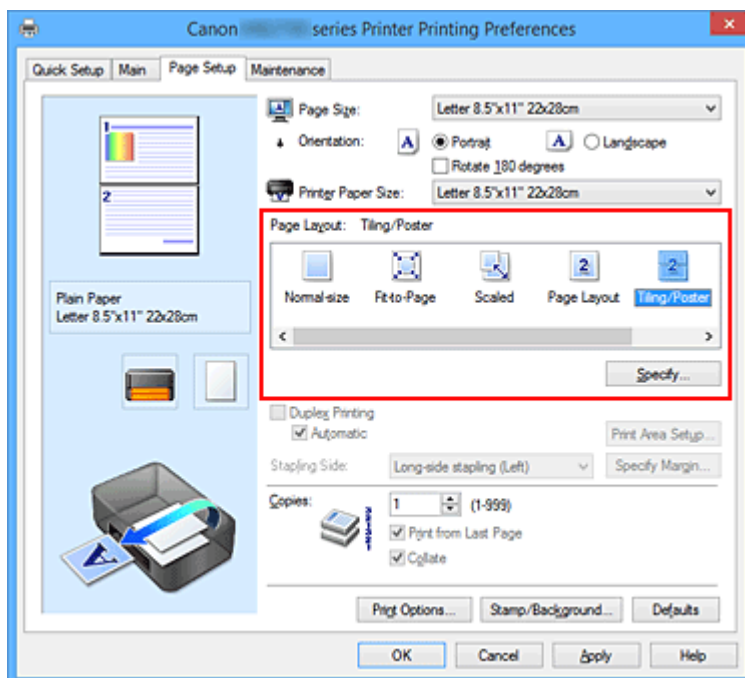 Canon series Printer Printing Preferences
Quick Setup Main Page Setup Maintenance
1
2
Plain Paper
Letter 8.5"x11" 22x28cm
Page Size: Letter 8.5"x11" 22x28cm
Orientation: A Portrait A Landscape
Rotate 180 degrees
Printer Paper Size: Letter 8.5"x11" 22x28cm
Page Layout: Tiling/Poster
2 2
Normal-size Fit-to-Page Scaled Page Layout Tiling/Poster
Specify...
Duplex Printing
Automatic Print Area Setup...
Stapling Side: Long-side stapling (Left) Specify Margin...
Copies: 1 (1-999)
Print from Last Page
Collate
A
Print Options... Stamp/Background... Defaults
OK Cancel Apply Help